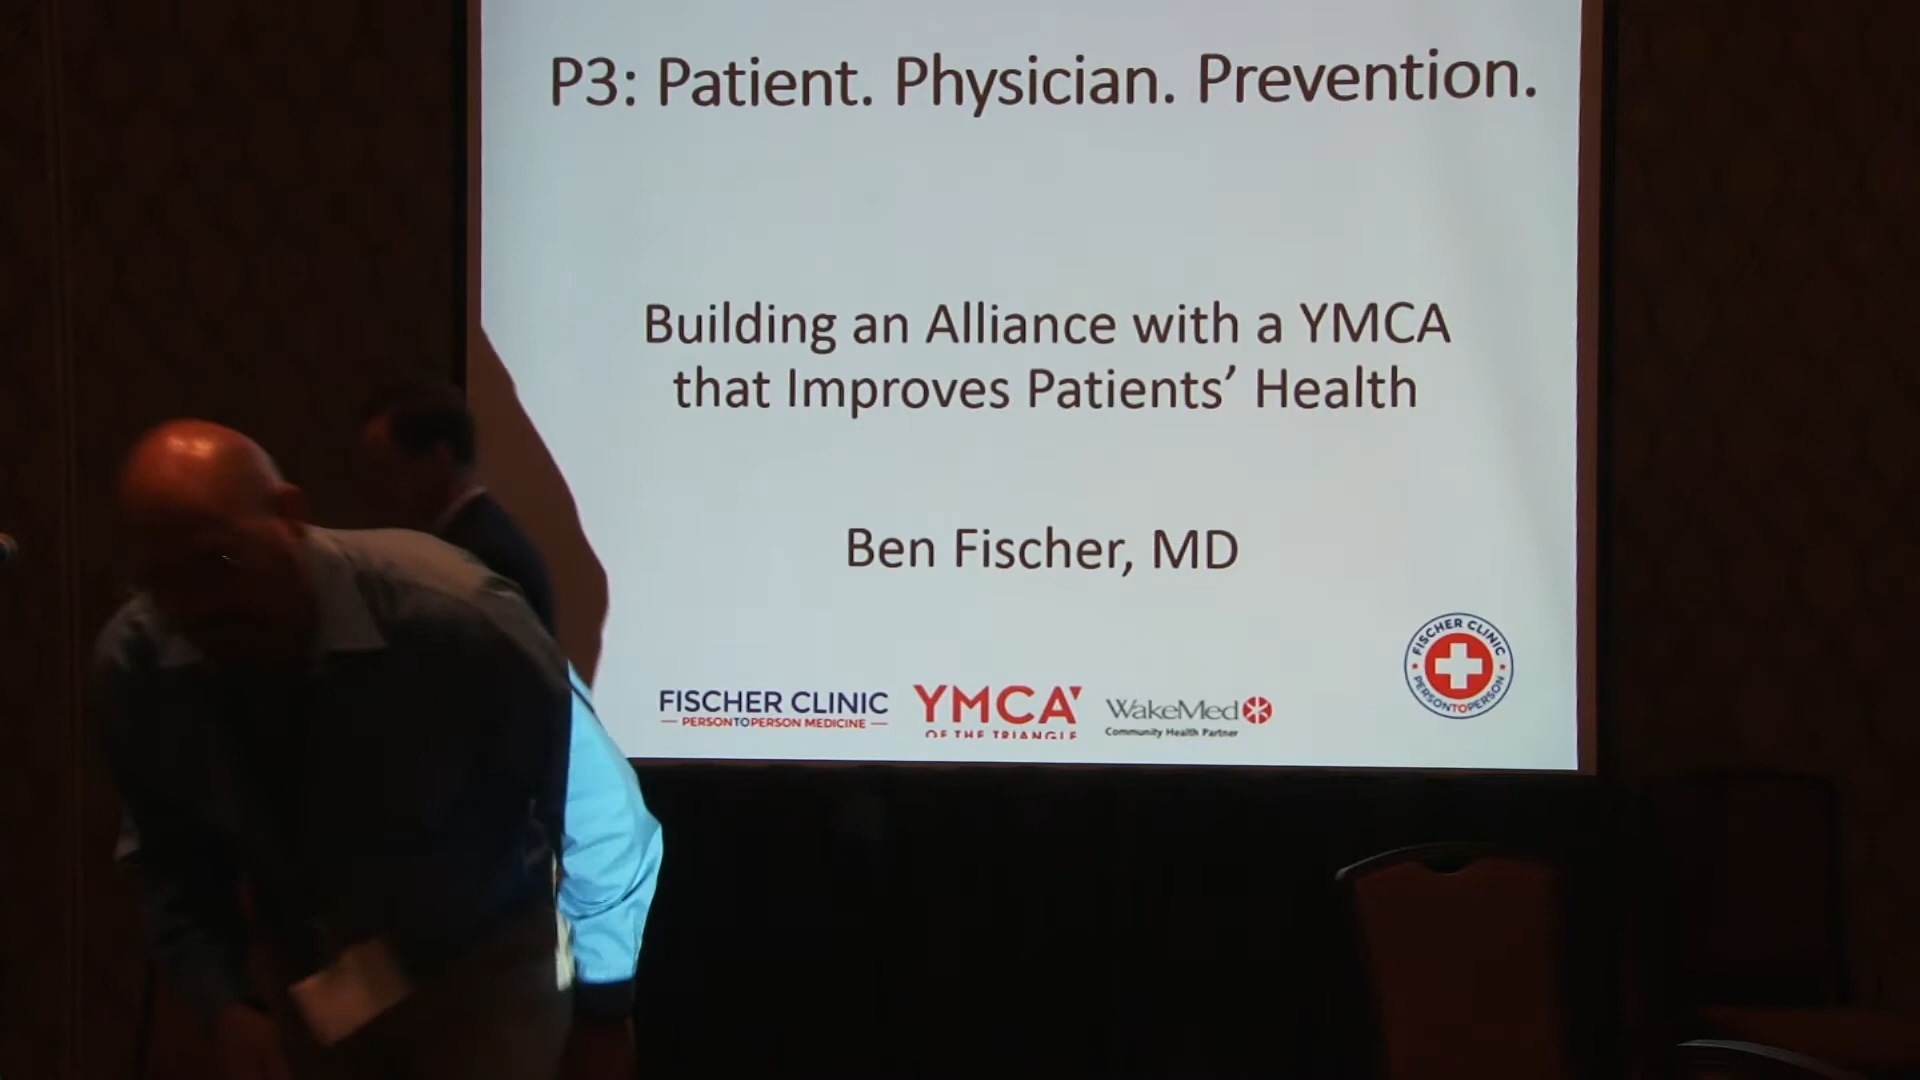 P3: Patient. Physician. Prevention.
Building an Alliance with a YMCA
that Improves Patients’ Health
Ben Fischer, MD
FISCHER CLINIC
PERSONTOPERSON MEDICINE
YMCA
OF THE TRIANGLE
WakeMed
Community Health Partner
FISCHER CLINIC
PERSONTOPERSON